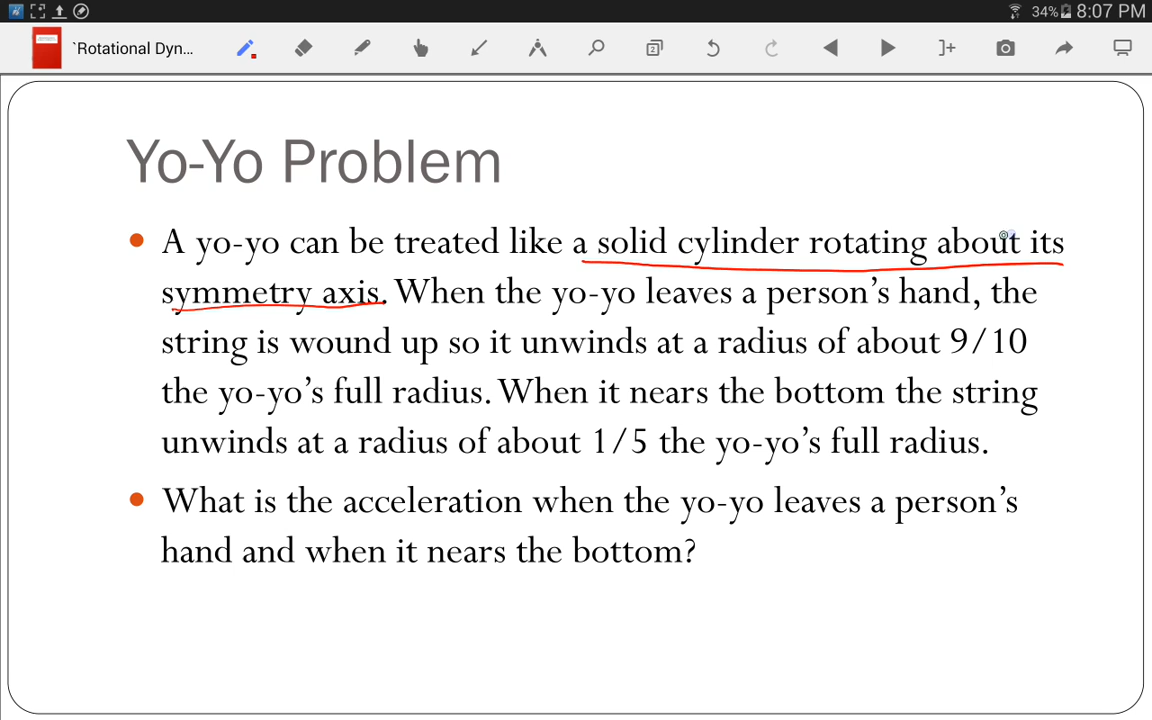 34% 8:07 PM
`Rotational Dyn...
2
Yo-Yo Problem
A yo-yo can be treated like a solid cylinder rotating about its
symmetry axis. When the yo-yo leaves a person’s hand, the
string is wound up so it unwinds at a radius of about 9/10
the yo-yo’s full radius. When it nears the bottom the string
unwinds at a radius of about 1/5 the yo-yo’s full radius.
What is the acceleration when the yo-yo leaves a person’s
hand and when it nears the bottom?